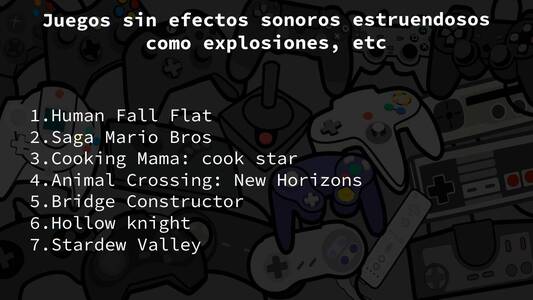 Juegos sin efectos sonoros estruendosos
como explosiones, etc
1.Human Fall Flat
2.Saga Mario Bros
3.Cooking Mama: cook star
4.Animal Crossing: New Horizons
5.Bridge Constructor
6.Hollow knight
7.Stardew Valley